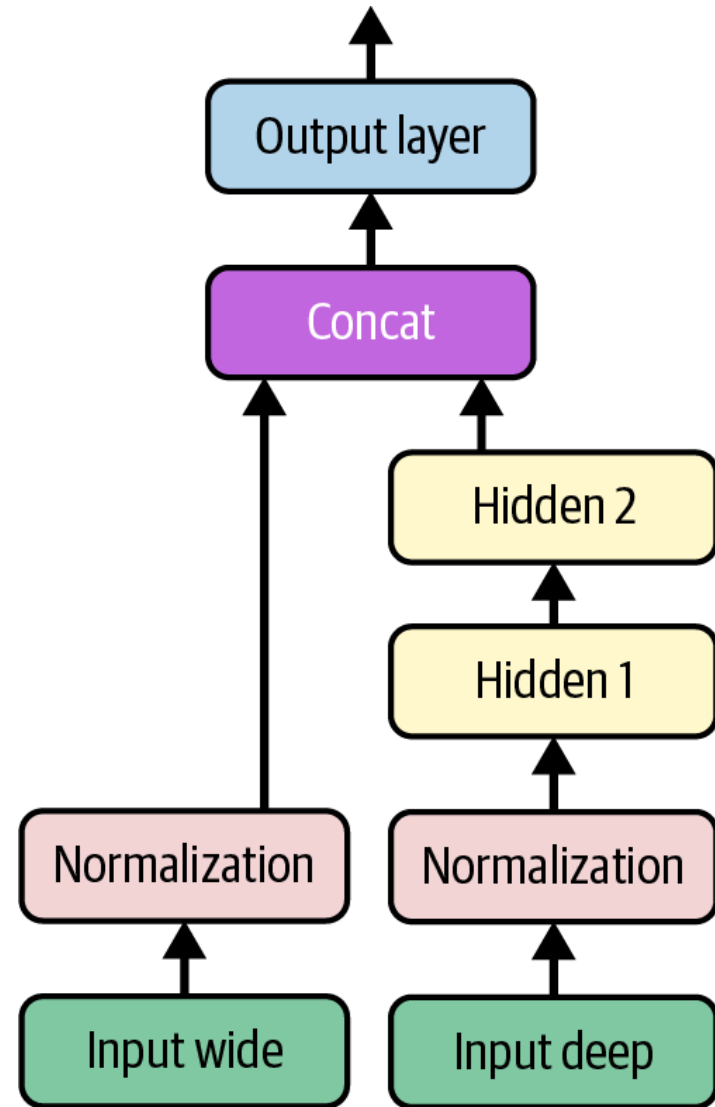 Output layer
Concat
Hidden 2
Hidden 1
Normalization
Normalization
Input wide
Input deep